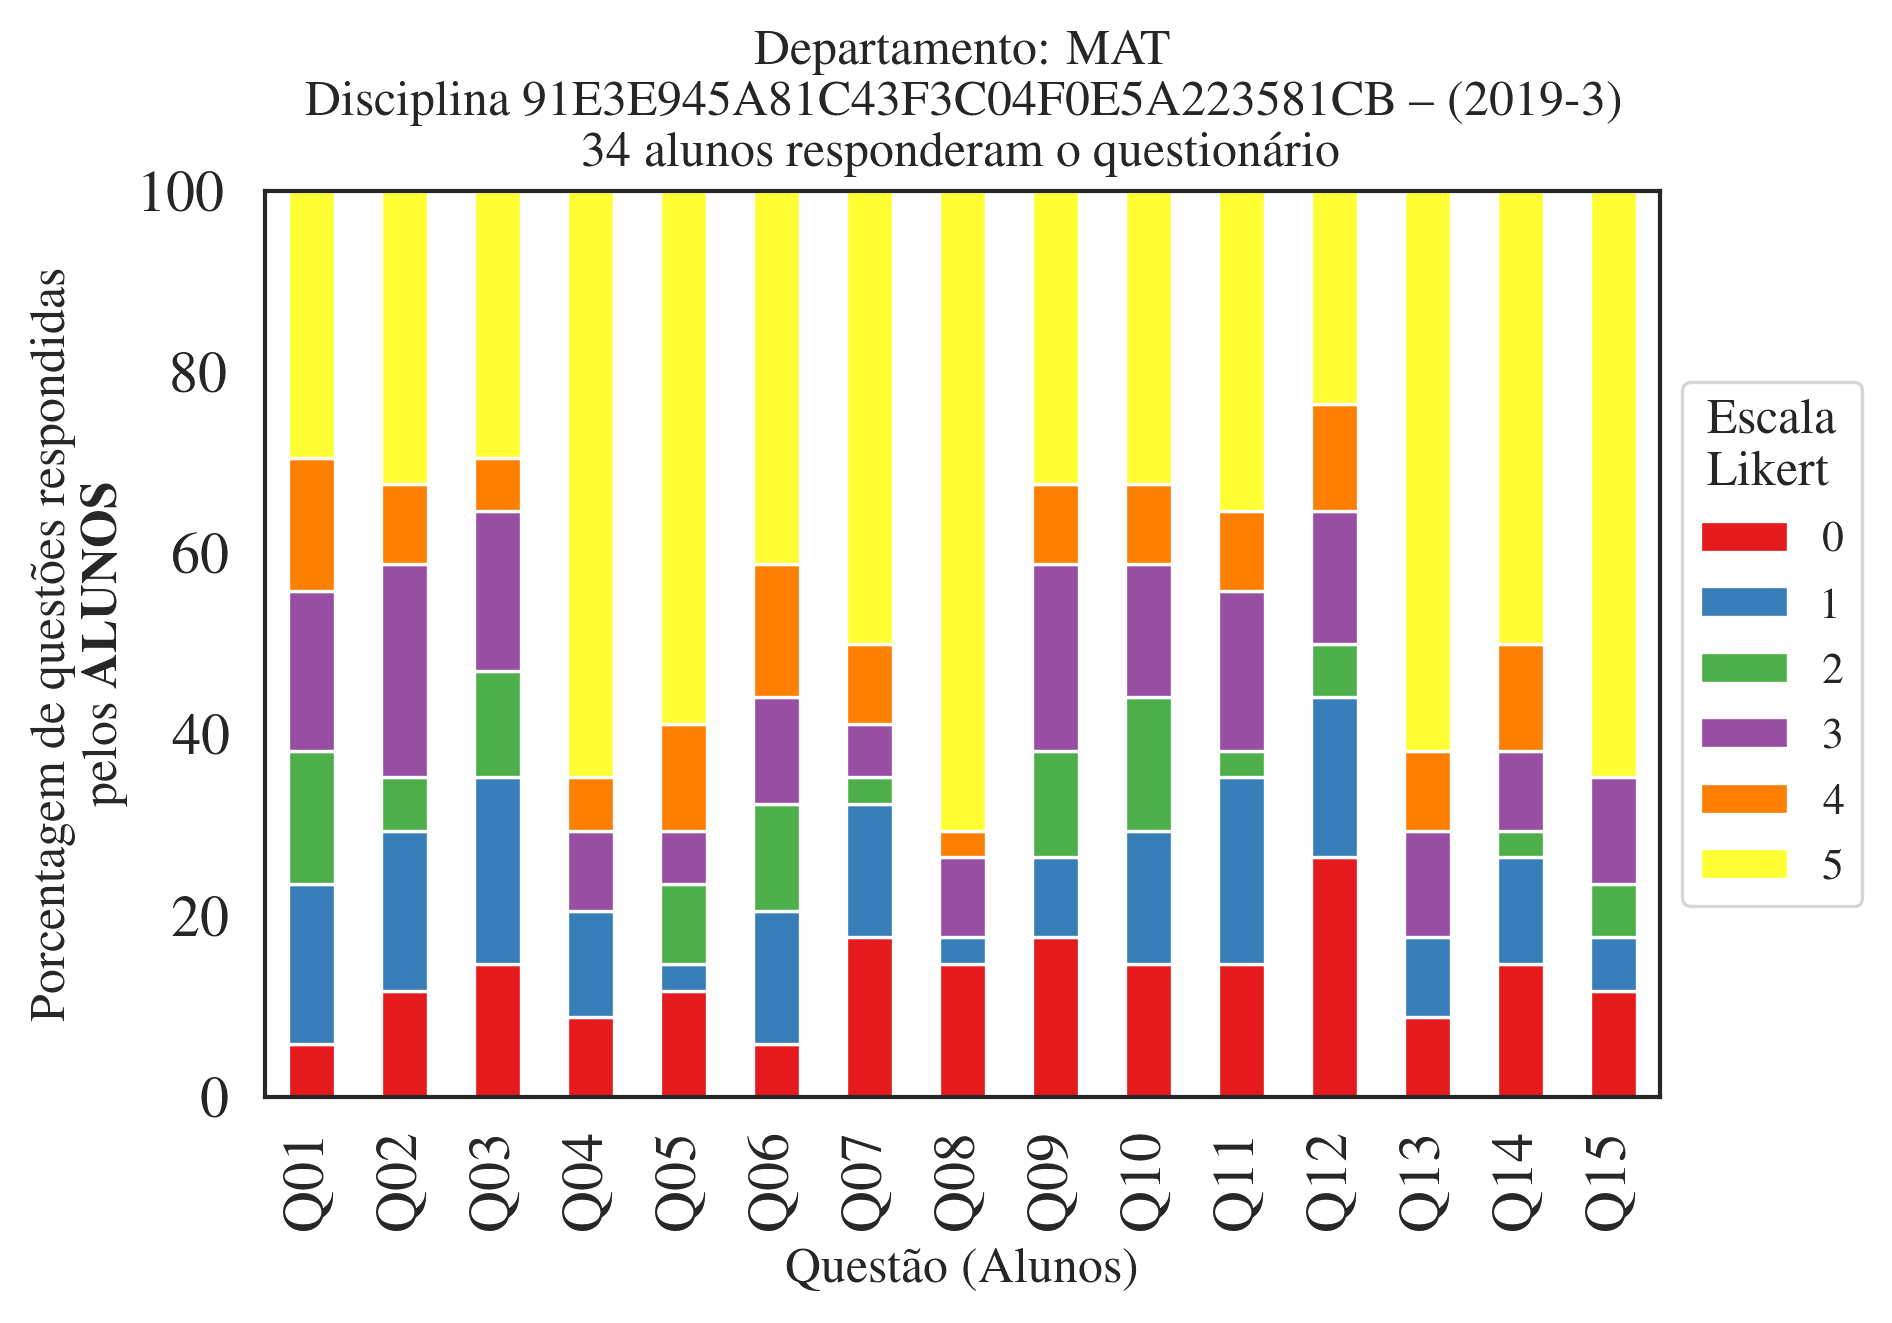 Departamento: MAT
Disciplina 91E3E945A81C43F3C04F0E5A223581CB – (2019-3)
34 alunos responderam o questionário
Porcentagem de questões respondidas
pelos ALUNOS
100
80
60
40
20
0
Q01
Q02
Q03
Q04
Q05
Q06
Q07
Q08
Q09
Q10
Q11
Q12
Q13
Q14
Q15
Questão (Alunos)
Escala
Likert
0
1
2
3
4
5